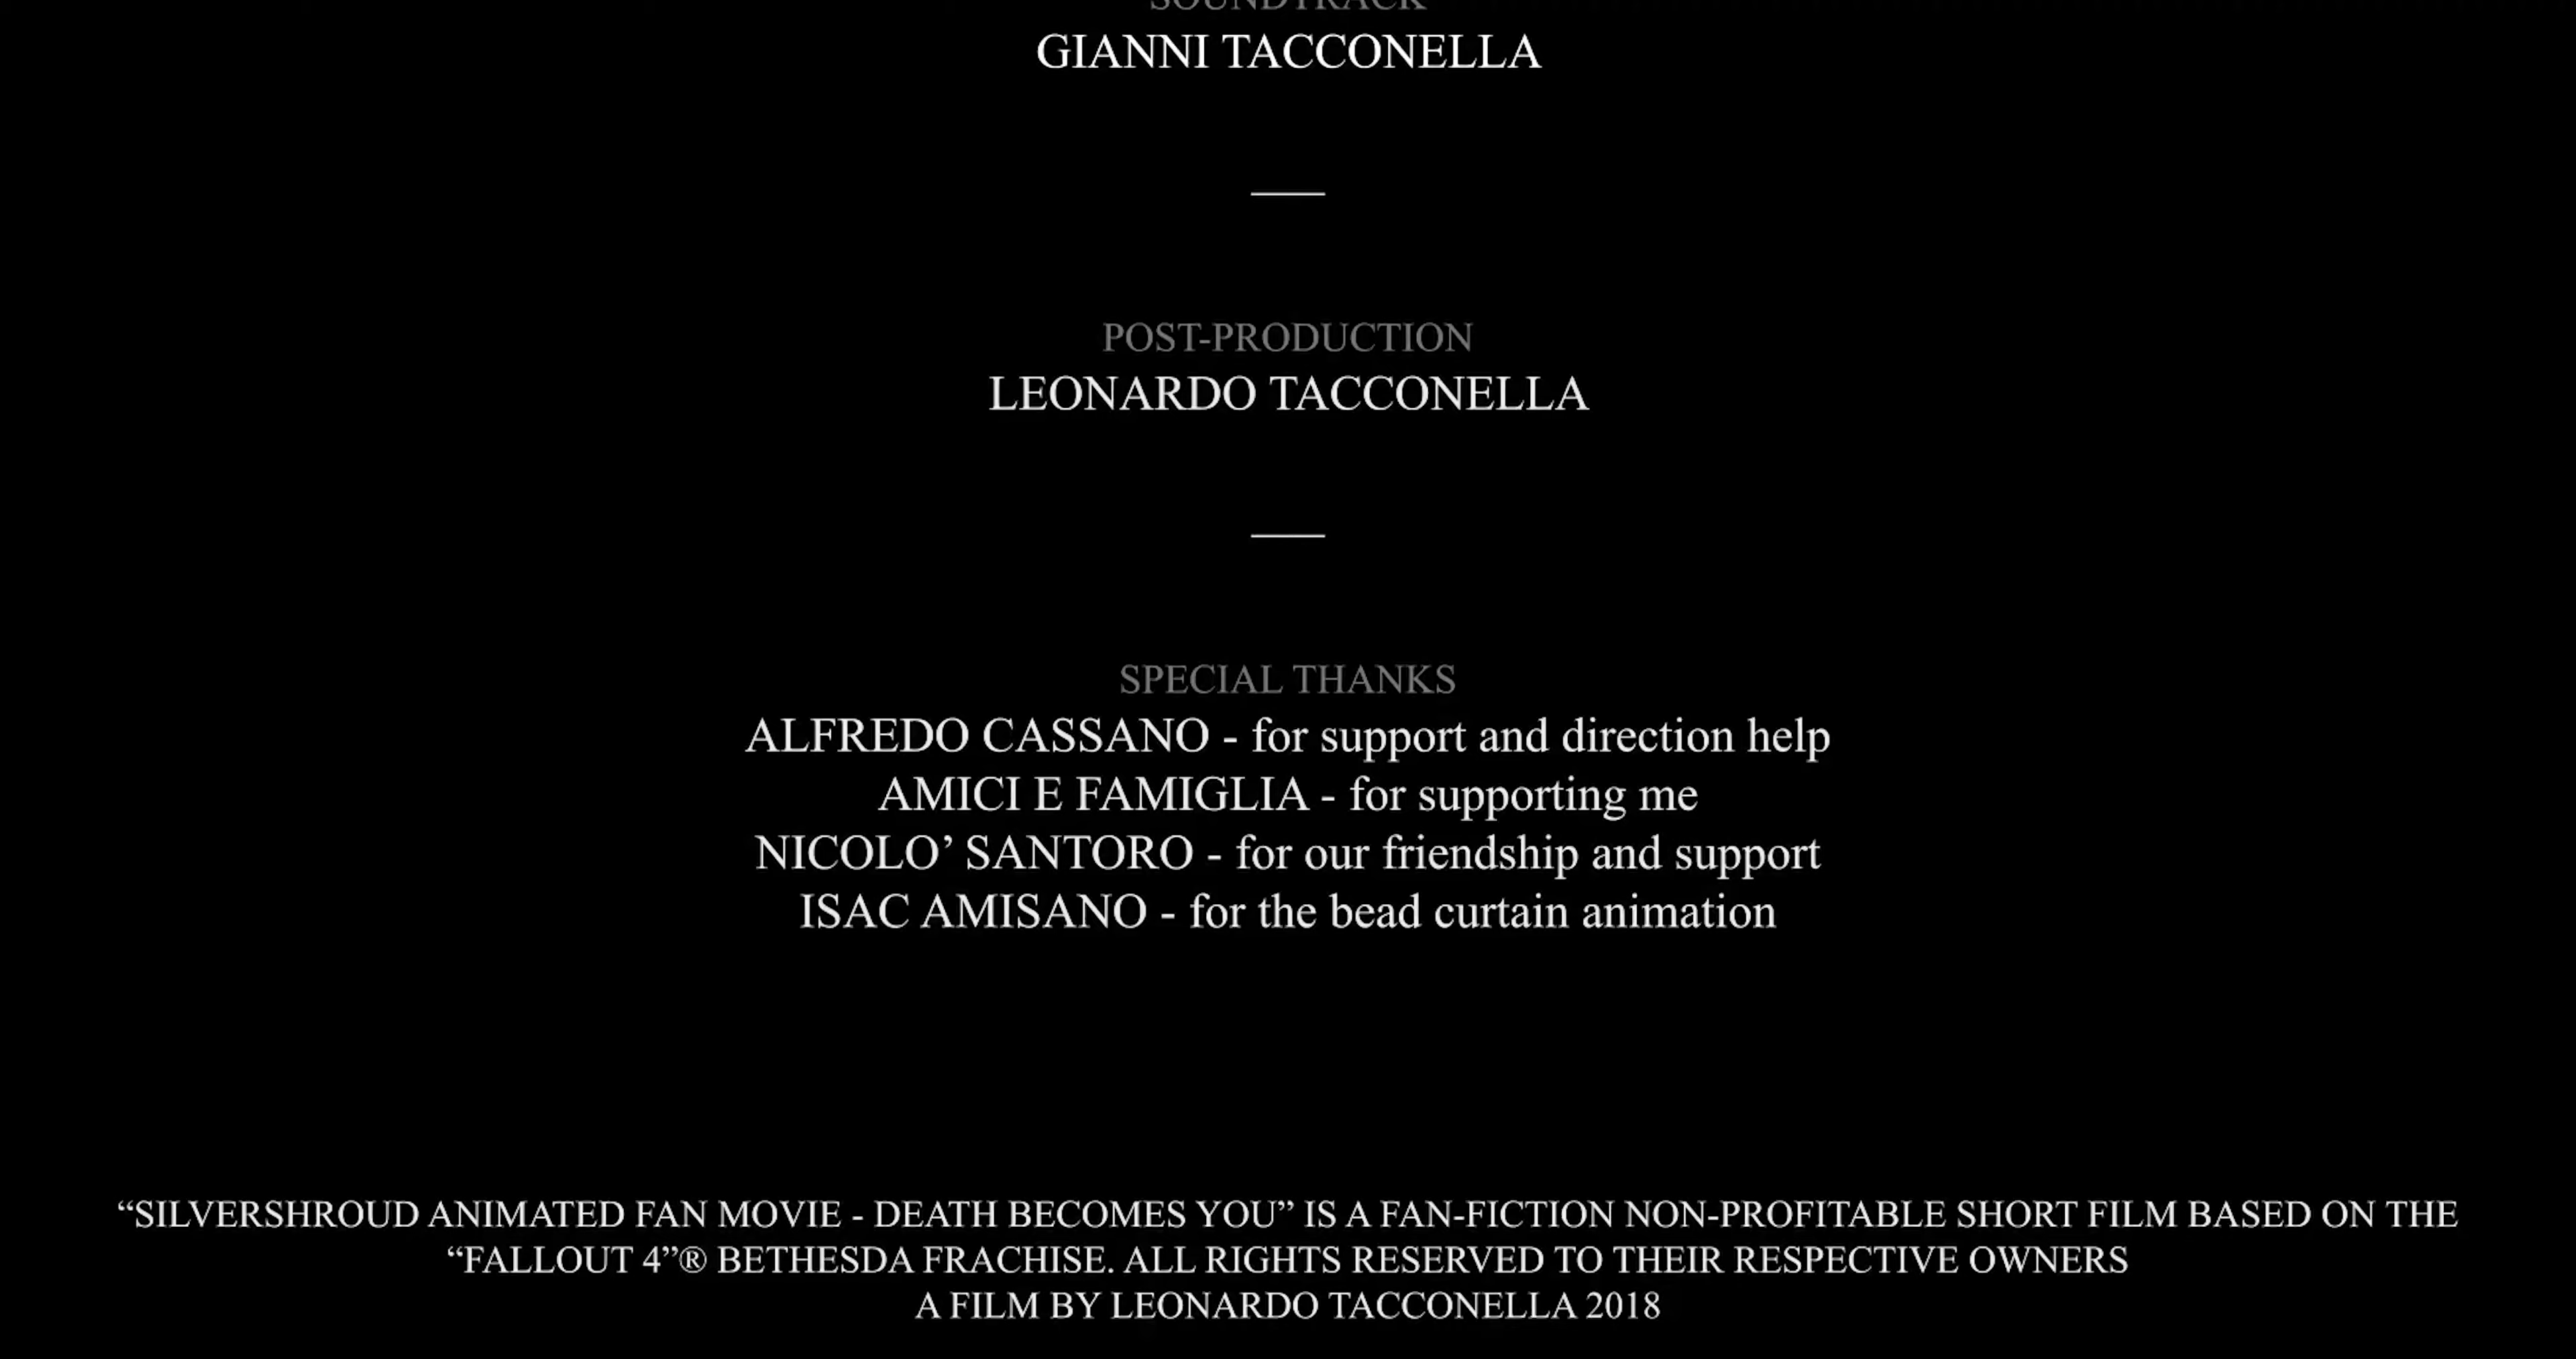 SOUNDTRACK
GIANNI TACCONELLA
POST-PRODUCTION
LEONARDO TACCONELLA
SPECIAL THANKS
ALFREDO CASSANO - for support and direction help
AMICI E FAMIGLIA - for supporting me
NICOLO’ SANTORO - for our friendship and support
ISAC AMISANO - for the bead curtain animation
“SILVERSHROUD ANIMATED FAN MOVIE - DEATH BECOMES YOU” IS A FAN-FICTION NON-PROFITABLE SHORT FILM BASED ON THE
“FALLOUT 4”® BETHESDA FRACHISE. ALL RIGHTS RESERVED TO THEIR RESPECTIVE OWNERS
A FILM BY LEONARDO TACCONELLA 2018